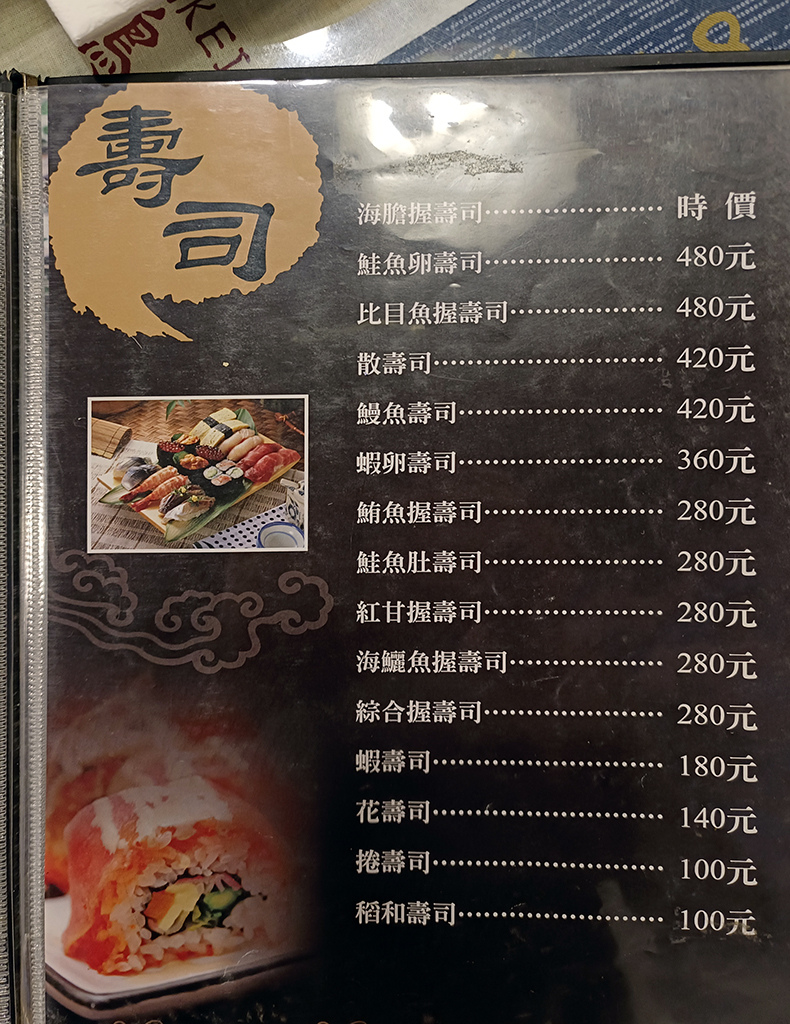 壽司
海膽握壽司…………………… 時價
鮭魚卵壽司…………………… 480元
比目魚握壽司………………… 480元
散壽司………………………… 420元
鰻魚壽司……………………… 420元
蝦卵壽司……………………… 360元
鮪魚握壽司…………………… 280元
鮭魚肚壽司…………………… 280元
紅甘握壽司…………………… 280元
海鱺魚握壽司………………… 280元
綜合握壽司…………………… 280元
蝦壽司………………………… 180元
花壽司………………………… 140元
捲壽司………………………… 100元
稻和壽司……………………… 100元